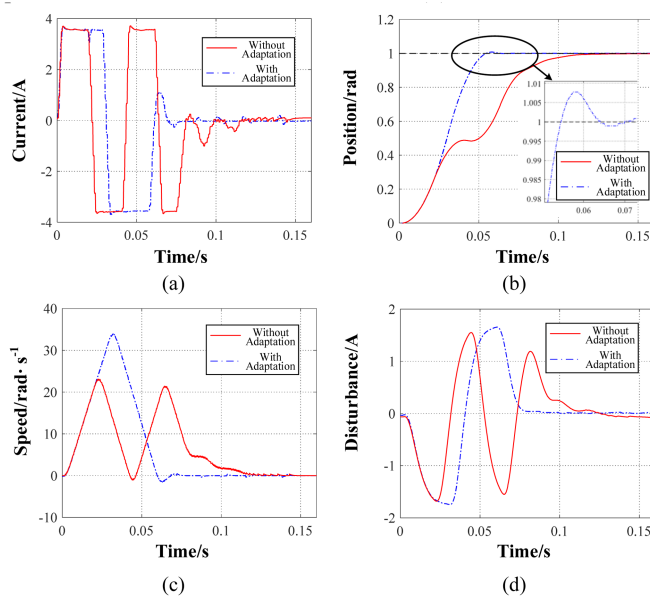 4
2
0
−2
−4
0
0.05
0.1
0.15
Current/A
Time/s
Without
Adaptation
With
Adaptation
(a)
1.2
1
0.8
0.6
0.4
0.2
0
0
0.05
0.1
0.15
Position/rad
Time/s
1.01
1.005
1
0.995
0.99
0.985
0.98
0.06
0.07
Without
Adaptation
With
Adaptation
(b)
40
30
20
10
0
-10
0
0.05
0.1
0.15
Speed/rad· s⁻¹
Time/s
Without
Adaptation
With
Adaptation
(c)
2
1
0
-1
-2
0
0.05
0.1
0.15
Disturbance/A
Time/s
Without
Adaptation
With
Adaptation
(d)